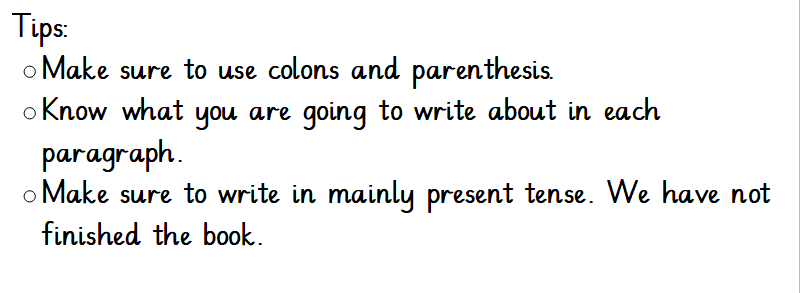 Tips:
○Make sure to use colons and parenthesis.
○Know what you are going to write about in each
paragraph.
○Make sure to write in mainly present tense. We have not
finished the book.